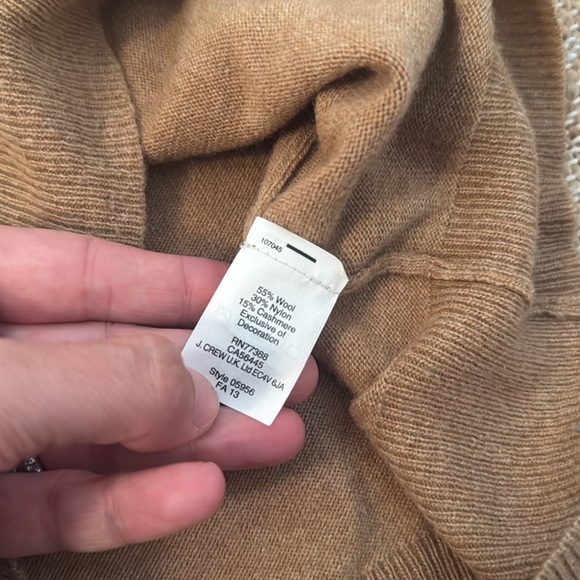 107045
55% Wool
30% Nylon
15% Cashmere
Exclusive of
Decoration
RN77388
CA56445
J. CREW U.K. Ltd EC4V 6JA
Style 05956
FA 13